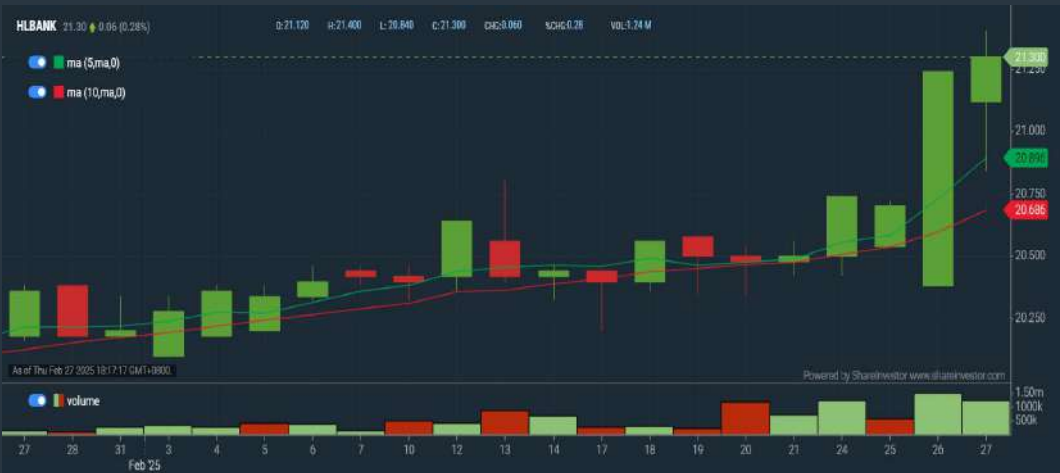 HLBANK 21.30 0.06 (0.28%) O:21.120 H:21.400 L:20.840 C:21.300 CHG:0.060 %CHG:0.28 VOL:1.24 M
ma (5,ma,0)
ma (10,ma,0)
21.300
21.250
21.000
20.896
20.750
20.686
20.500
20.250
As of Thu Feb 27 2025 18:17:17 GMT+0800,
Powered by ShareInvestor www.shareinvestor.com
volume
1.50m
1000k
500k
27 28 31 3 4 5 6 7 10 12 13 14 17 18 19 20 21 24 25 26 27
Feb '25